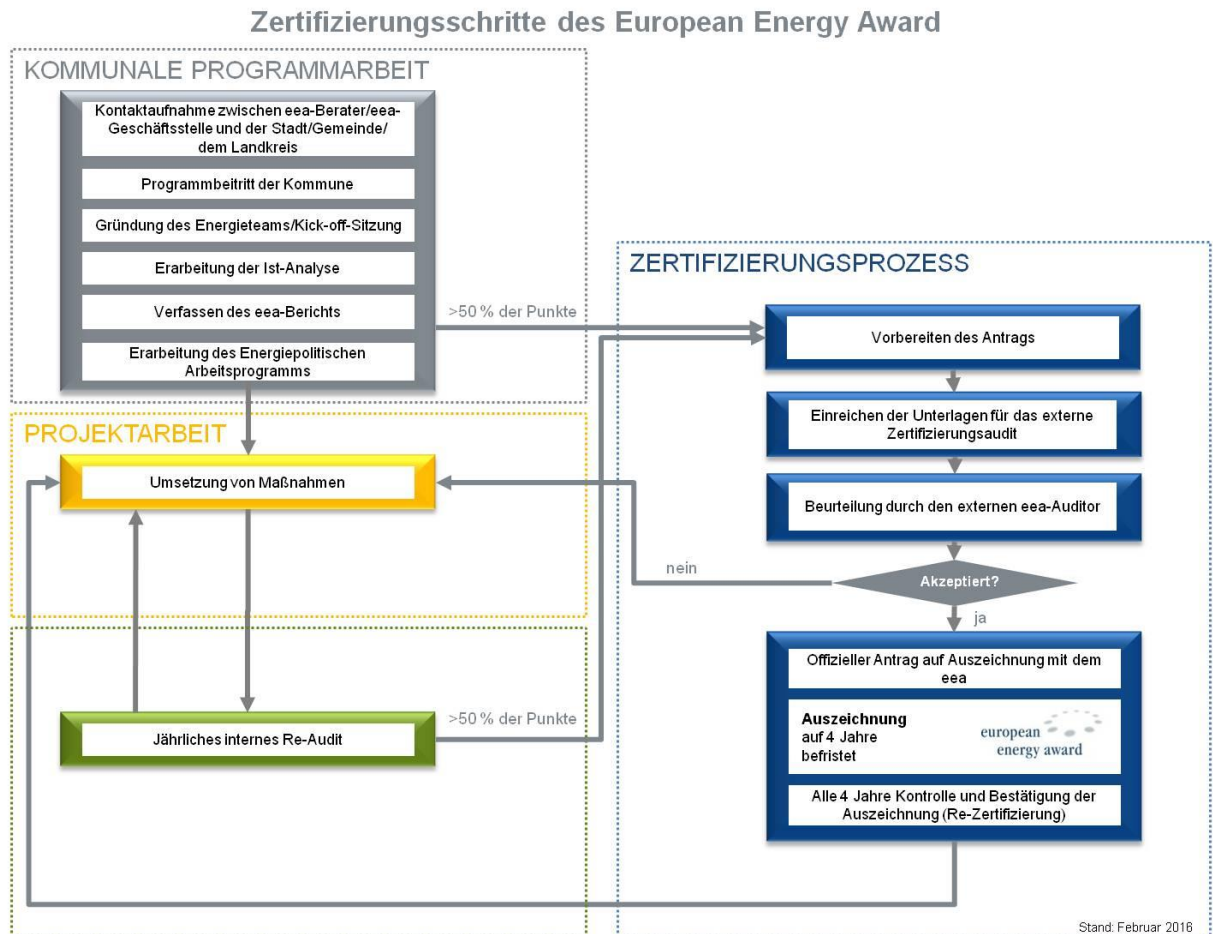 Zertifizierungsschritte des European Energy Award
KOMMUNALE PROGRAMMARBEIT
Kontaktaufnahme zwischen eea-Berater/eea-
Geschäftsstelle und der Stadt/Gemeinde/
dem Landkreis
Programmbeitritt der Kommune
Gründung des Energieteams/Kick-off-Sitzung
Erarbeitung der Ist-Analyse
Verfassen des eea-Berichts
Erarbeitung des Energiepolitischen
Arbeitsprogramms
>50 % der Punkte
PROJEKTARBEIT
Umsetzung von Maßnahmen
Jährliches internes Re-Audit
>50 % der Punkte
ZERTIFIZIERUNGSPROZESS
Vorbereiten des Antrags
Einreichen der Unterlagen für das externe
Zertifizierungsaudit
Beurteilung durch den externen eea-Auditor
Akzeptiert?
nein
ja
Offizieller Antrag auf Auszeichnung mit dem
eea
Auszeichnung
auf 4 Jahre
befristet
european
energy award
Alle 4 Jahre Kontrolle und Bestätigung der
Auszeichnung (Re-Zertifizierung)
Stand: Februar 2016